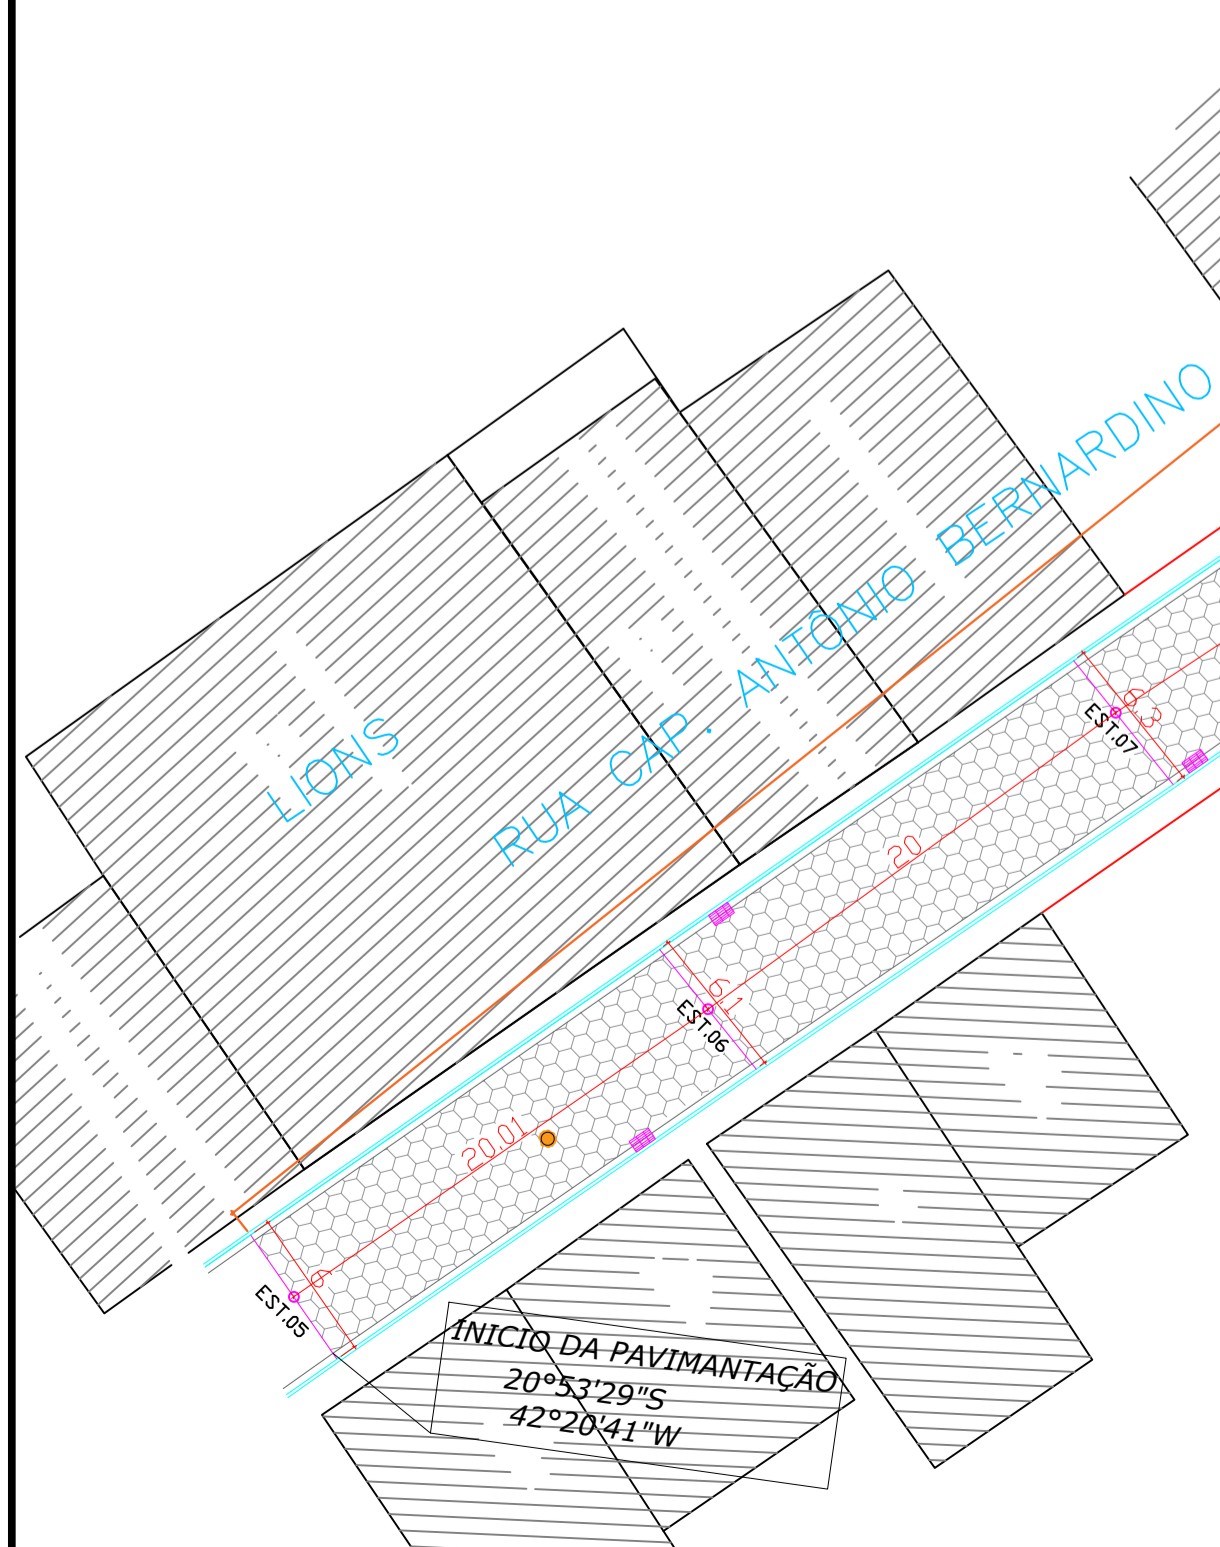 LIONS
RUA CAP. ANTÔNIO BERNARDINO
EST.07
6.3
20
EST.06
6.1
20.01
EST.05
6
INICIO DA PAVIMANTAÇÃO
20°53'29"S
42°20'41"W